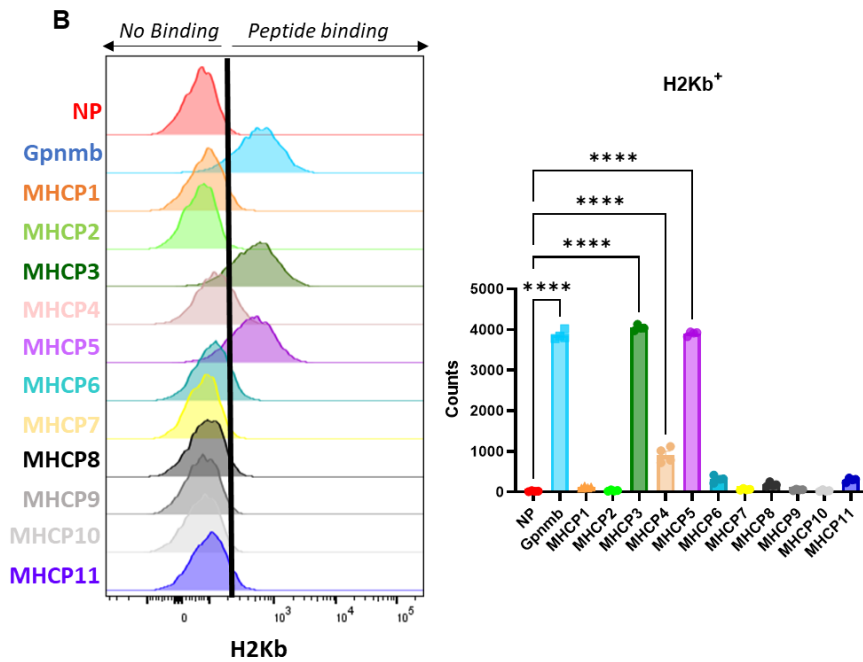 B
No Binding
Peptide binding
NP
Gpnmb
MHCP1
MHCP2
MHCP3
MHCP4
MHCP5
MHCP6
MHCP7
MHCP8
MHCP9
MHCP10
MHCP11
0
10³
10⁴
10⁵
H2Kb
H2Kb⁺
****
****
****
****
5000
4000
3000
2000
1000
0
Counts
NP
Gpnmb
MHCP1
MHCP2
MHCP3
MHCP4
MHCP5
MHCP6
MHCP7
MHCP8
MHCP9
MHCP10
MHCP11